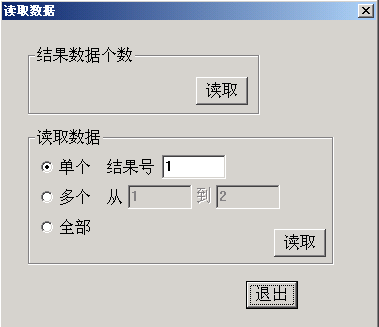 读取数据
结果数据个数
读取
读取数据
单个 结果号 1
多个 从 1 到 2
全部
读取
退出